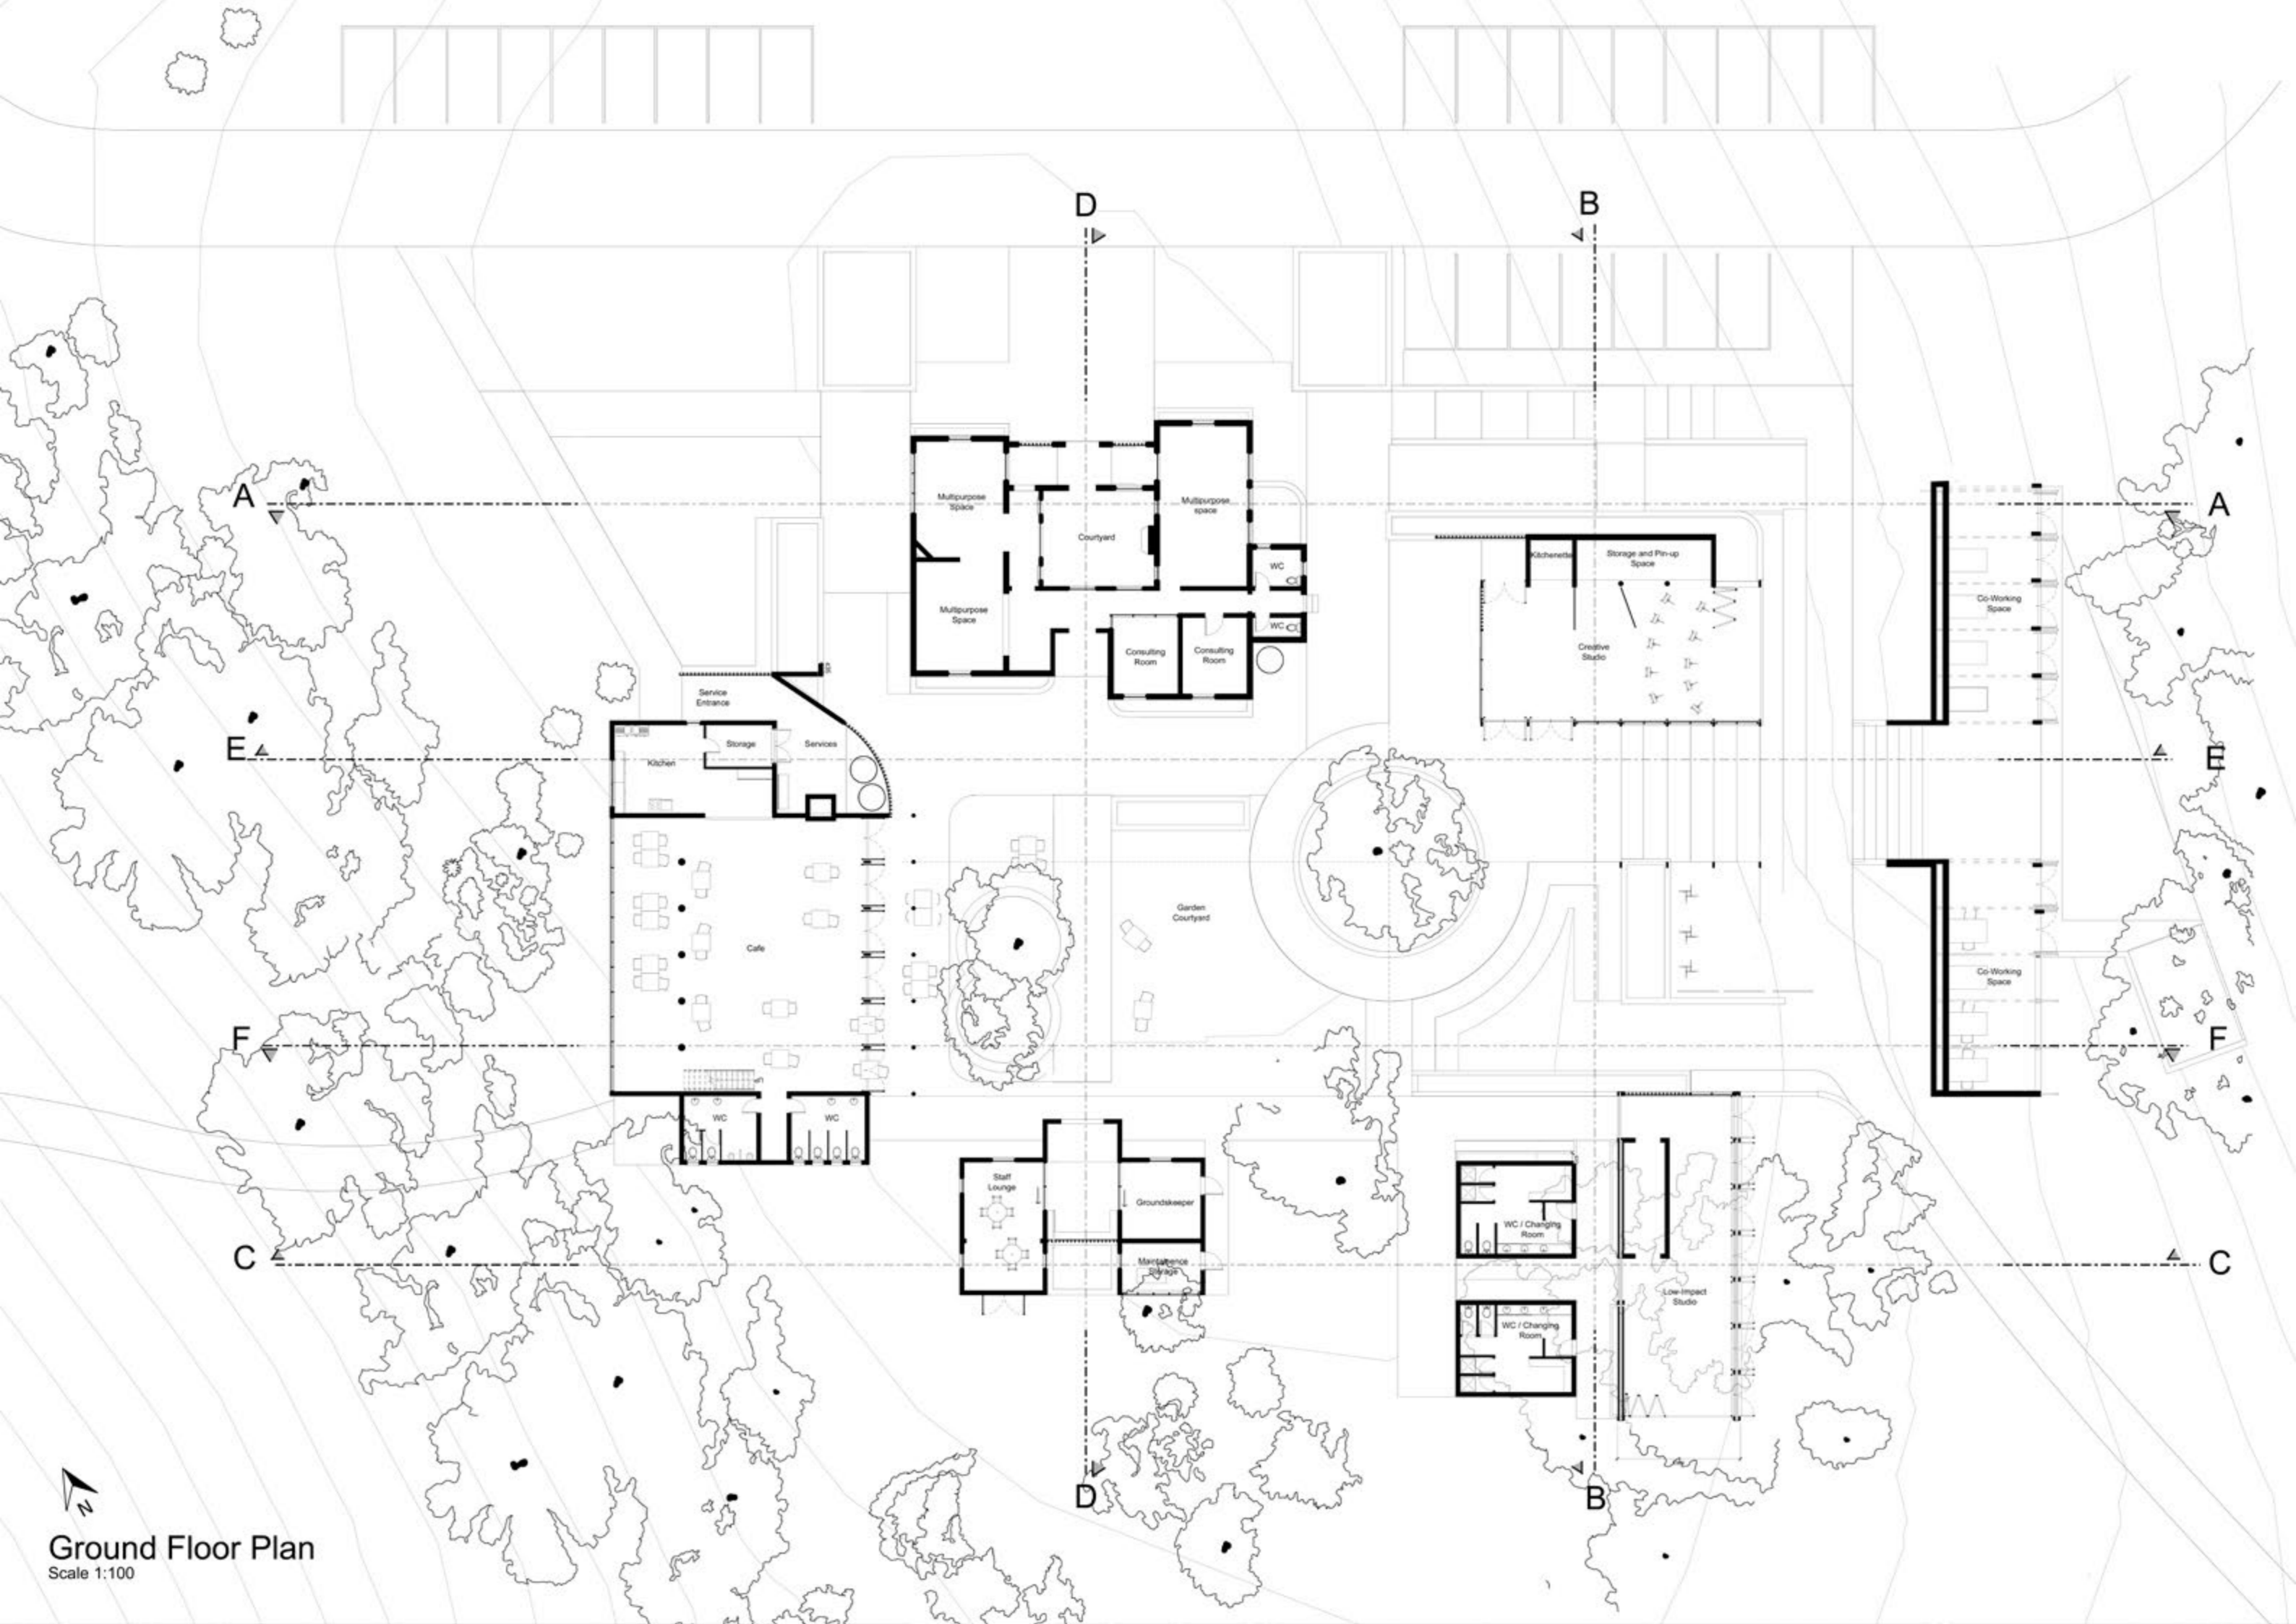 D
B
A
Multipurpose
Space
Multipurpose
space
A
Courtyard
Kitchenette
Storage and Pin-up
Space
WC
Co-Working
Space
Multipurpose
Space
WC
Consulting
Room
Consulting
Room
Creative
Studio
Service
Entrance
E
Storage
Services
Kitchen
E
Garden
Courtyard
Cafe
Co-Working
Space
F
F
WC
WC
Staff
Lounge
Groundskeeper
WC / Changing
Room
C
Maintainence
Storage
C
Low-Impact
Studio
WC / Changing
Room
D
B
N
Ground Floor Plan
Scale 1:100